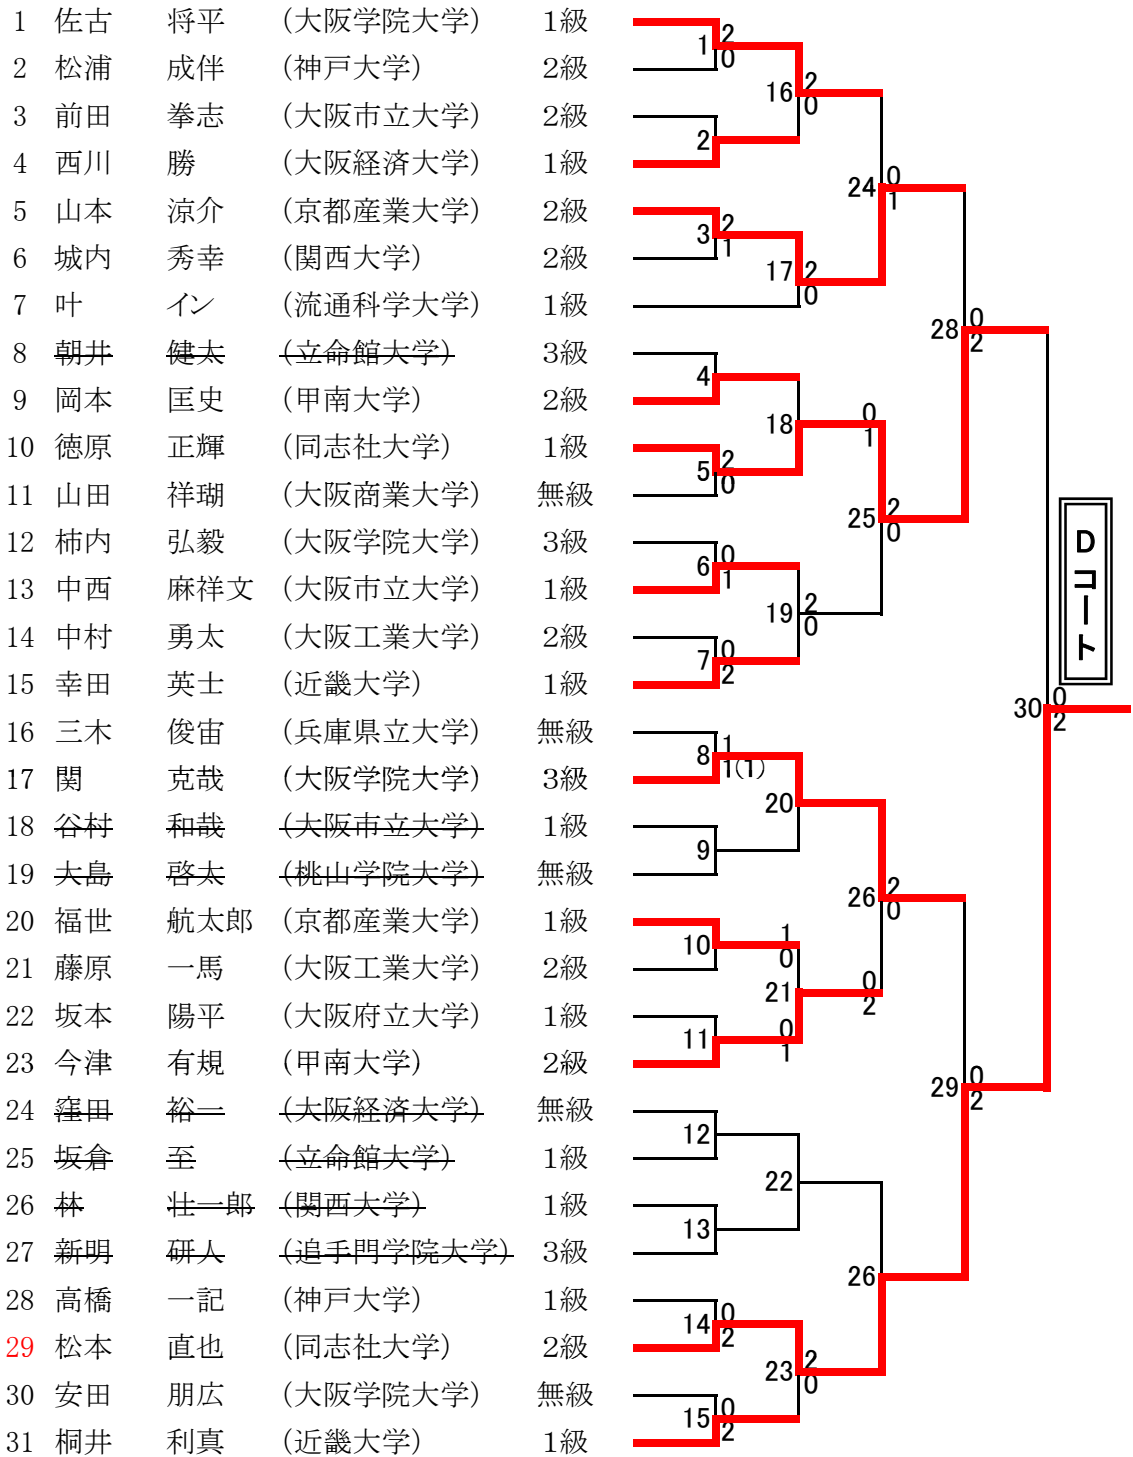 1 佐古 将平 (大阪学院大学) 1級
2 松浦 成伴 (神戸大学) 2級
3 前田 拳志 (大阪市立大学) 2級
4 西川 勝 (大阪経済大学) 1級
5 山本 涼介 (京都産業大学) 2級
6 城内 秀幸 (関西大学) 2級
7 叶 イン (流通科学大学) 1級
8 朝井 健太 (立命館大学) 3級
9 岡本 匡史 (甲南大学) 2級
10 徳原 正輝 (同志社大学) 1級
11 山田 祥瑚 (大阪商業大学) 無級
12 柿内 弘毅 (大阪学院大学) 3級
13 中西 麻祥文 (大阪市立大学) 1級
14 中村 勇太 (大阪工業大学) 2級
15 幸田 英士 (近畿大学) 1級
16 三木 俊宙 (兵庫県立大学) 無級
17 関 克哉 (大阪学院大学) 3級
18 谷村 和哉 (大阪市立大学) 1級
19 大島 啓太 (桃山学院大学) 無級
20 福世 航太郎 (京都産業大学) 1級
21 藤原 一馬 (大阪工業大学) 2級
22 坂本 陽平 (大阪府立大学) 1級
23 今津 有規 (甲南大学) 2級
24 窪田 裕一 (大阪経済大学) 無級
25 坂倉 至 (立命館大学) 1級
26 林 壮一郎 (関西大学) 1級
27 新明 研人 (追手門学院大学) 3級
28 高橋 一記 (神戸大学) 1級
29 松本 直也 (同志社大学) 2級
30 安田 朋広 (大阪学院大学) 無級
31 桐井 利真 (近畿大学) 1級
1 2 0
2
3 2 1
4
5 2 0
6 0 1
7 0 2
8 1 1(1)
9
10
11
12
13
14 0 2
15 0 2
16 2 0
17 2 0
18
19 2 0
20
1 0
21
0 1
22
23 2 0
24 0 1
0 1
25 2 0
26 2 0
0 2
26
28 0 2
29 0 2
30 0 2
Dコート